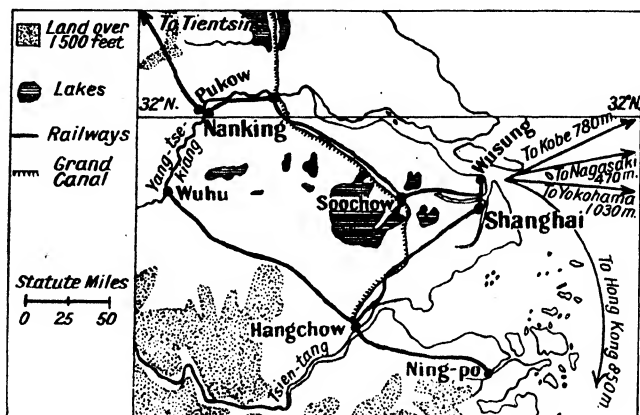 Land over
1500 feet
Lakes
Railways
Grand
Canal
Statute Miles
0 25 50
To Tientsin
Pukow
32°N.
32°N.
Nanking
Yang-tse-
kiang
Wuhu
Soochow
Wusung
Shanghai
To Kobe 780m.
To Nagasaki
470m.
To Yokohama
1030m.
To Hong Kong 850m.
Hangchow
Tsien-tang
Ning-po